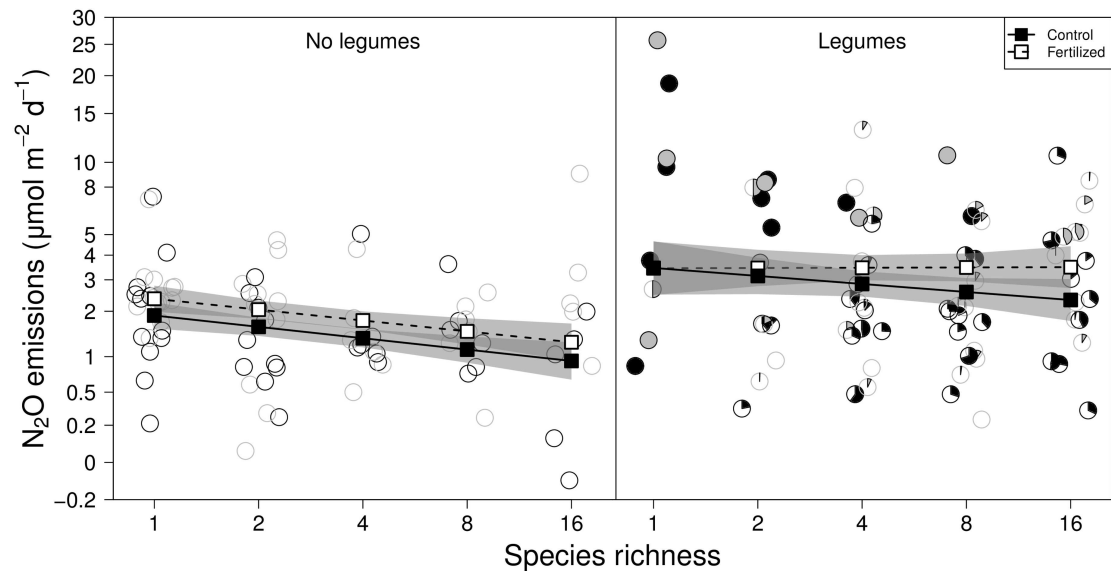 No legumes
Legumes
Control
Fertilized
N₂O emissions (µmol m⁻² d⁻¹)
30
25
20
15
10
8
5
4
3
2
1
0.5
0.2
0
−0.2
1 2 4 8 16
1 2 4 8 16
Species richness